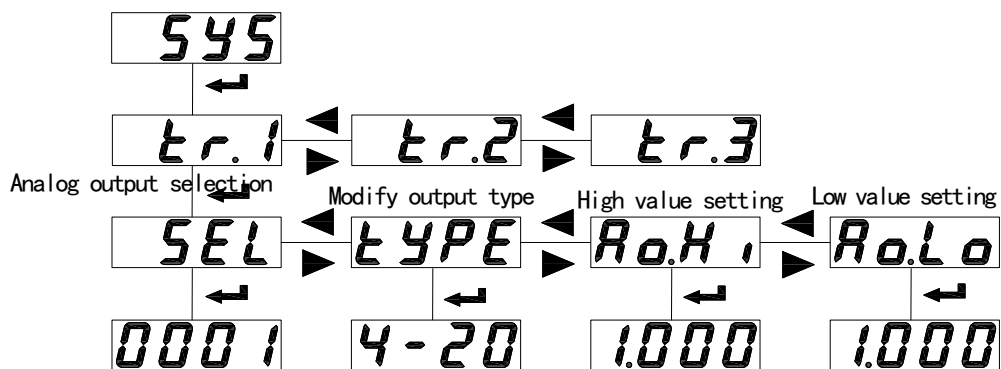 SYS
tr.1 tr.2 tr.3
Analog output selection Modify output type High value setting Low value setting
SEL tYPE Ao.Hi Ao.Lo
0001 4-20 1.000 1.000